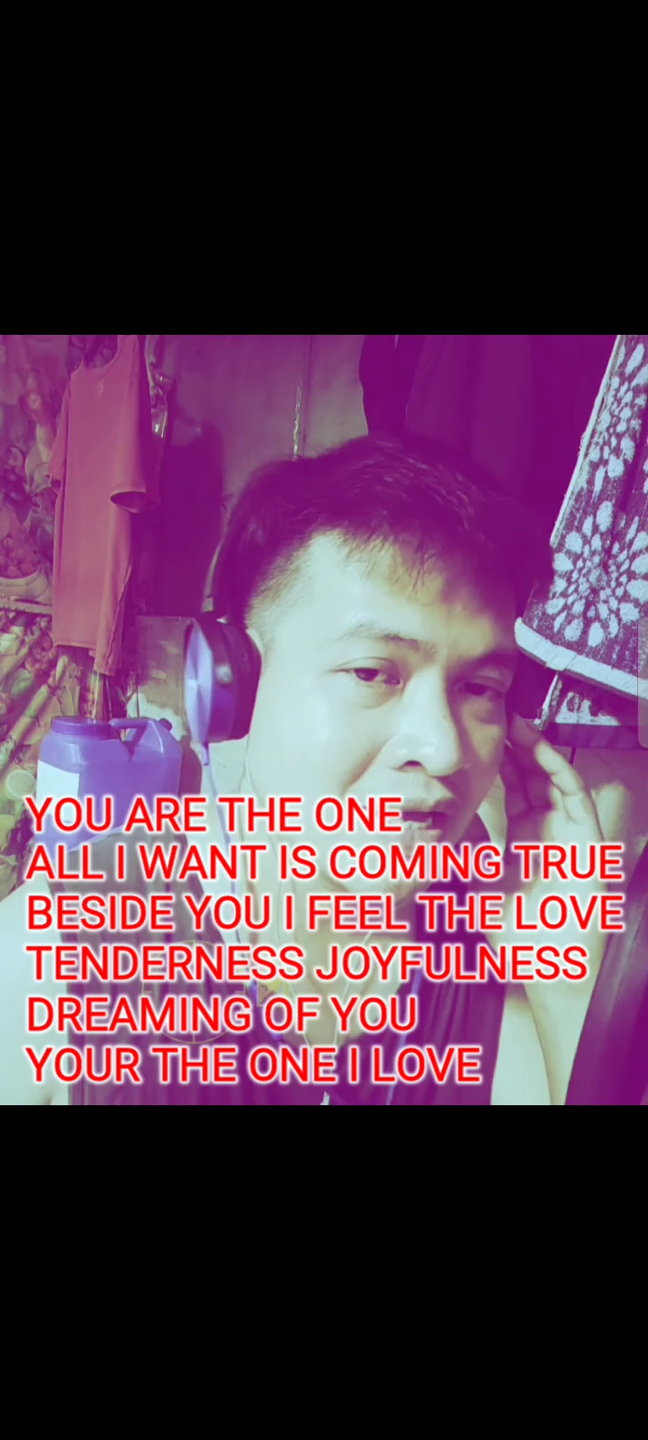 YOU ARE THE ONE
ALL I WANT IS COMING TRUE
BESIDE YOU I FEEL THE LOVE
TENDERNESS JOYFULNESS
DREAMING OF YOU
YOUR THE ONE I LOVE